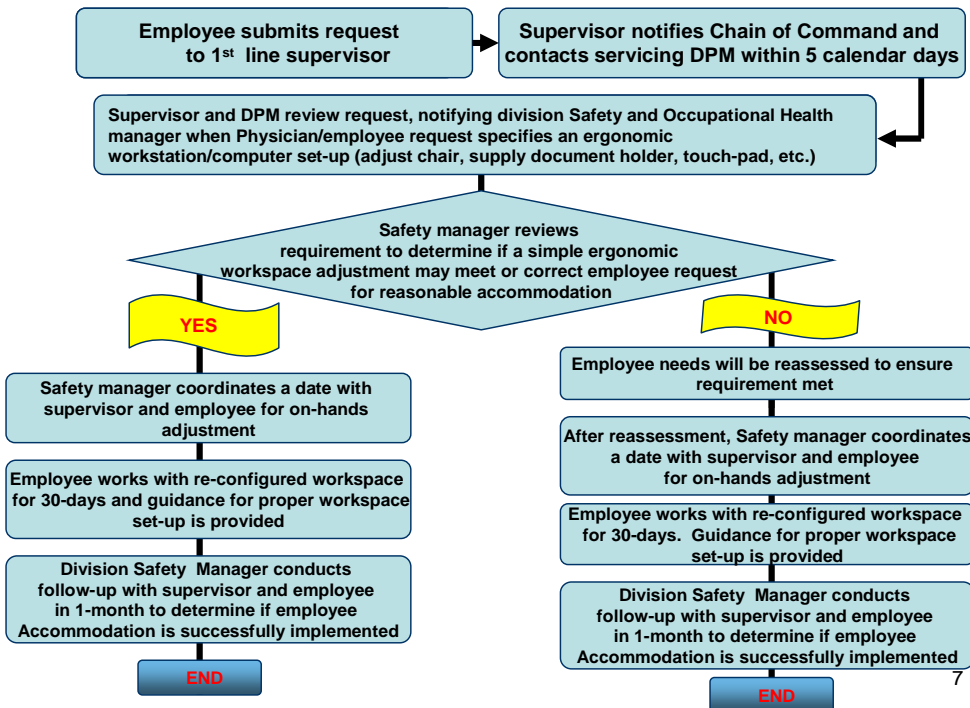 Employee submits request
to 1st line supervisor
Supervisor notifies Chain of Command and
contacts servicing DPM within 5 calendar days
Supervisor and DPM review request, notifying division Safety and Occupational Health
manager when Physician/employee request specifies an ergonomic
workstation/computer set-up (adjust chair, supply document holder, touch-pad, etc.)
Safety manager reviews
requirement to determine if a simple ergonomic
workspace adjustment may meet or correct employee request
for reasonable accommodation
YES
Safety manager coordinates a date with
supervisor and employee for on-hands
adjustment
Employee works with re-configured workspace
for 30-days and guidance for proper workspace
set-up is provided
Division Safety Manager conducts
follow-up with supervisor and employee
in 1-month to determine if employee
Accommodation is successfully implemented
END
NO
Employee needs will be reassessed to ensure
requirement met
After reassessment, Safety manager coordinates
a date with supervisor and employee
for on-hands adjustment
Employee works with re-configured workspace
for 30-days. Guidance for proper workspace
set-up is provided
Division Safety Manager conducts
follow-up with supervisor and employee
in 1-month to determine if employee
Accommodation is successfully implemented
END
7